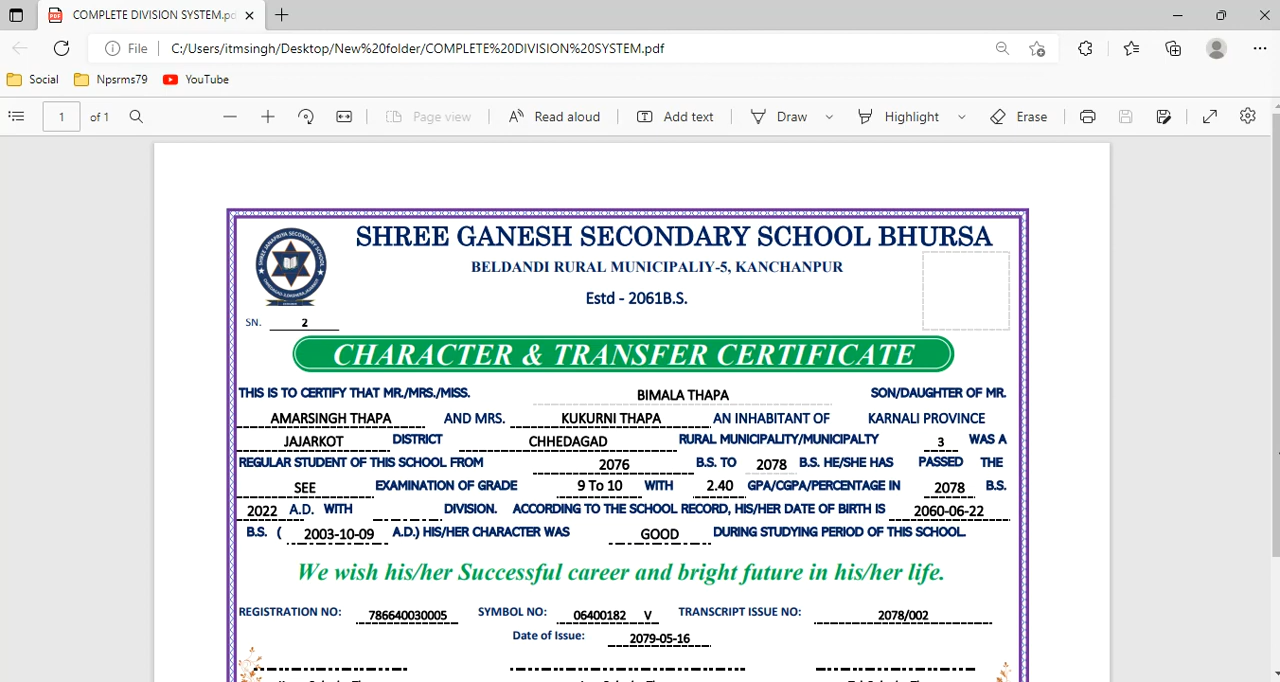 COMPLETE DIVISION SYSTEM.pd
File C:/Users/itmsingh/Desktop/New%20folder/COMPLETE%20DIVISION%20SYSTEM.pdf
Social Npsrms79 YouTube
1 of 1 Page view Read aloud Add text Draw Highlight Erase
SHREE GANESH SECONDARY SCHOOL BHURSA
BELDANDI RURAL MUNICIPALIY-5, KANCHANPUR
Estd - 2061B.S.
SN. 2
CHARACTER & TRANSFER CERTIFICATE
THIS IS TO CERTIFY THAT MR./MRS./MISS. BIMALA THAPA SON/DAUGHTER OF MR.
AMARSINGH THAPA AND MRS. KUKURNI THAPA AN INHABITANT OF KARNALI PROVINCE
JAJARKOT DISTRICT CHHEDAGAD RURAL MUNICIPALITY/MUNICIPALTY 3 WAS A
REGULAR STUDENT OF THIS SCHOOL FROM 2076 B.S. TO 2078 B.S. HE/SHE HAS PASSED THE
SEE EXAMINATION OF GRADE 9 To 10 WITH 2.40 GPA/CGPA/PERCENTAGE IN 2078 B.S.
2022 A.D. WITH DIVISION. ACCORDING TO THE SCHOOL RECORD, HIS/HER DATE OF BIRTH IS 2060-06-22
B.S. ( 2003-10-09 A.D.) HIS/HER CHARACTER WAS GOOD DURING STUDYING PERIOD OF THIS SCHOOL.
We wish his/her Successful career and bright future in his/her life.
REGISTRATION NO: 786640030005 SYMBOL NO: 06400182 V TRANSCRIPT ISSUE NO: 2078/002
Date of Issue: 2079-05-16